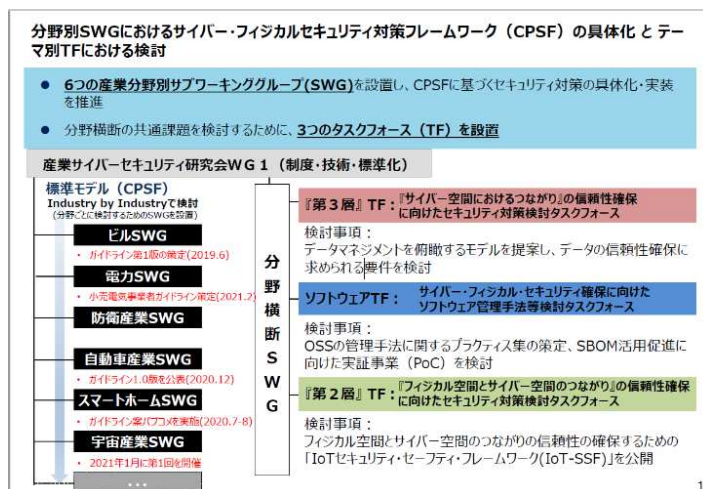 分野別SWGにおけるサイバー・フィジカルセキュリティ対策フレームワーク（CPSF）の具体化 と テー
マ別TFにおける検討
● 6つの産業分野別サブワーキンググループ(SWG)を設置し、CPSFに基づくセキュリティ対策の具体化・実装
を推進
● 分野横断の共通課題を検討するために、3つのタスクフォース（TF）を設置
産業サイバーセキュリティ研究会WG１（制度・技術・標準化）
標準モデル（CPSF）
Industry by Industryで検討
(分野ごとに検討するためのSWGを設置)
ビルSWG
・ ガイドライン第1版の策定(2019.6)
電力SWG
・ 小売電気事業者ガイドライン策定(2021.2)
防衛産業SWG
自動車産業SWG
・ ガイドライン1.0版を公表(2020.12)
スマートホームSWG
・ ガイドライン案パブコメを実施(2020.7-8)
宇宙産業SWG
・ 2021年1月に第1回を開催
…
分野横断SWG
『第３層』TF：『サイバー空間におけるつながり』の信頼性確保
に向けたセキュリティ対策検討タスクフォース
検討事項：
データマネジメントを俯瞰するモデルを提案し、データの信頼性確保に
求められる要件を検討
ソフトウェアTF： サイバー・フィジカル・セキュリティ確保に向けた
ソフトウェア管理手法等検討タスクフォース
検討事項：
OSSの管理手法に関するプラクティス集の策定、SBOM活用促進に
向けた実証事業（PoC）を検討
『第２層』TF：『フィジカル空間とサイバー空間のつながり』の信頼性確保
に向けたセキュリティ対策検討タスクフォース
検討事項：
フィジカル空間とサイバー空間のつながりの信頼性の確保するための
「IoTセキュリティ・セーフティ・フレームワーク(IoT-SSF)」を公開
1